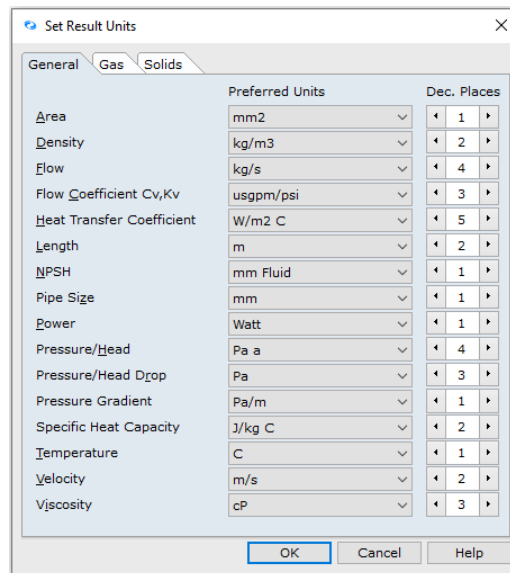 Set Result Units
General Gas Solids
Preferred Units Dec. Places
Area mm2 1
Density kg/m3 2
Flow kg/s 4
Flow Coefficient Cv,Kv usgpm/psi 3
Heat Transfer Coefficient W/m2 C 5
Length m 2
NPSH mm Fluid 1
Pipe Size mm 1
Power Watt 1
Pressure/Head Pa a 4
Pressure/Head Drop Pa 3
Pressure Gradient Pa/m 1
Specific Heat Capacity J/kg C 2
Temperature C 1
Velocity m/s 2
Viscosity cP 3
OK Cancel Help